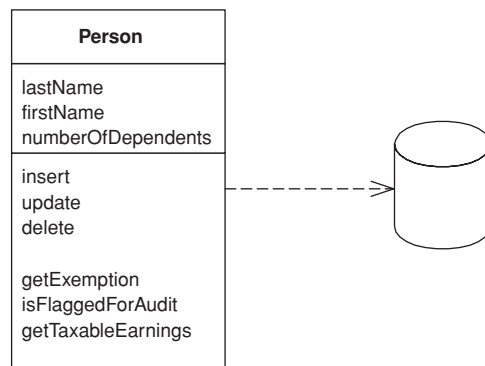 Person
lastName
firstName
numberOfDependents
insert
update
delete
getExemption
isFlaggedForAudit
getTaxableEarnings